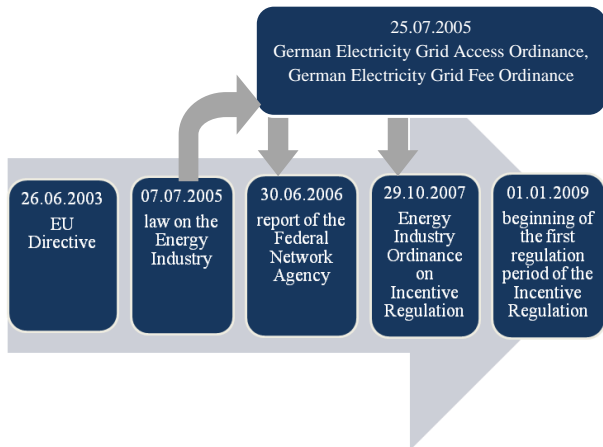 25.07.2005
German Electricity Grid Access Ordinance,
German Electricity Grid Fee Ordinance
26.06.2003
EU
Directive
07.07.2005
law on the
Energy
Industry
30.06.2006
report of the
Federal
Network
Agency
29.10.2007
Energy
Industry
Ordinance
on
Incentive
Regulation
01.01.2009
beginning of
the first
regulation
period of the
Incentive
Regulation